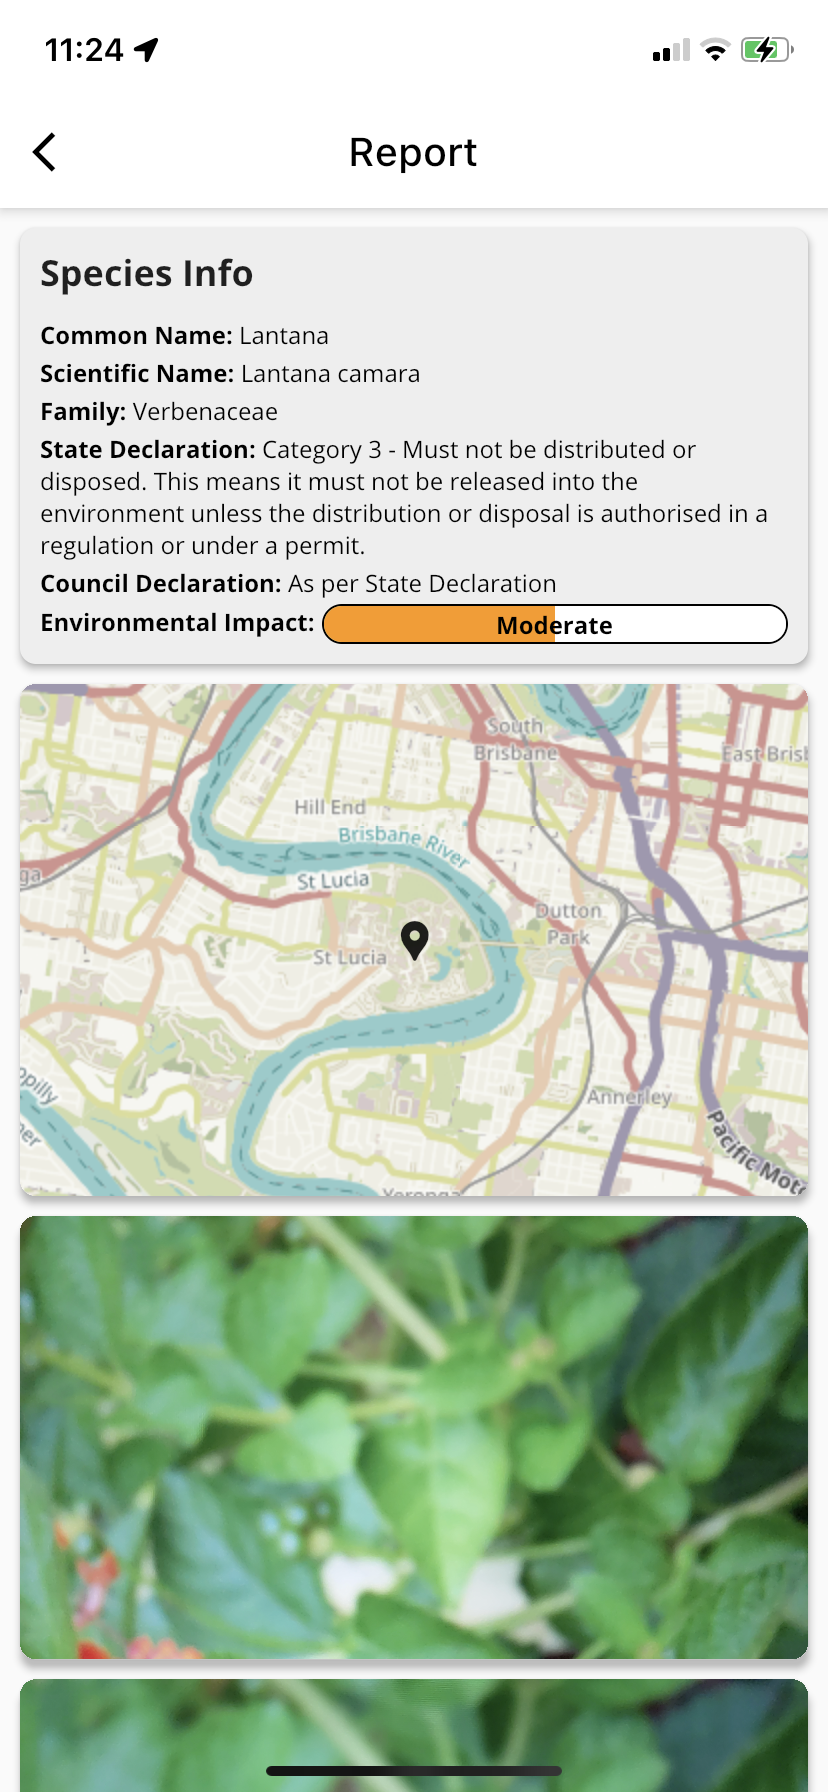 11:24
Report
Species Info
Common Name: Lantana
Scientific Name: Lantana camara
Family: Verbenaceae
State Declaration: Category 3 - Must not be distributed or
disposed. This means it must not be released into the
environment unless the distribution or disposal is authorised in a
regulation or under a permit.
Council Declaration: As per State Declaration
Environmental Impact: Moderate
South
Brisbane
East Brisb
Hill End
Brisbane River
ga
St Lucia
Dutton
Park
St Lucia
opilly
er
Annerley
Pacific Moto
Yeronga